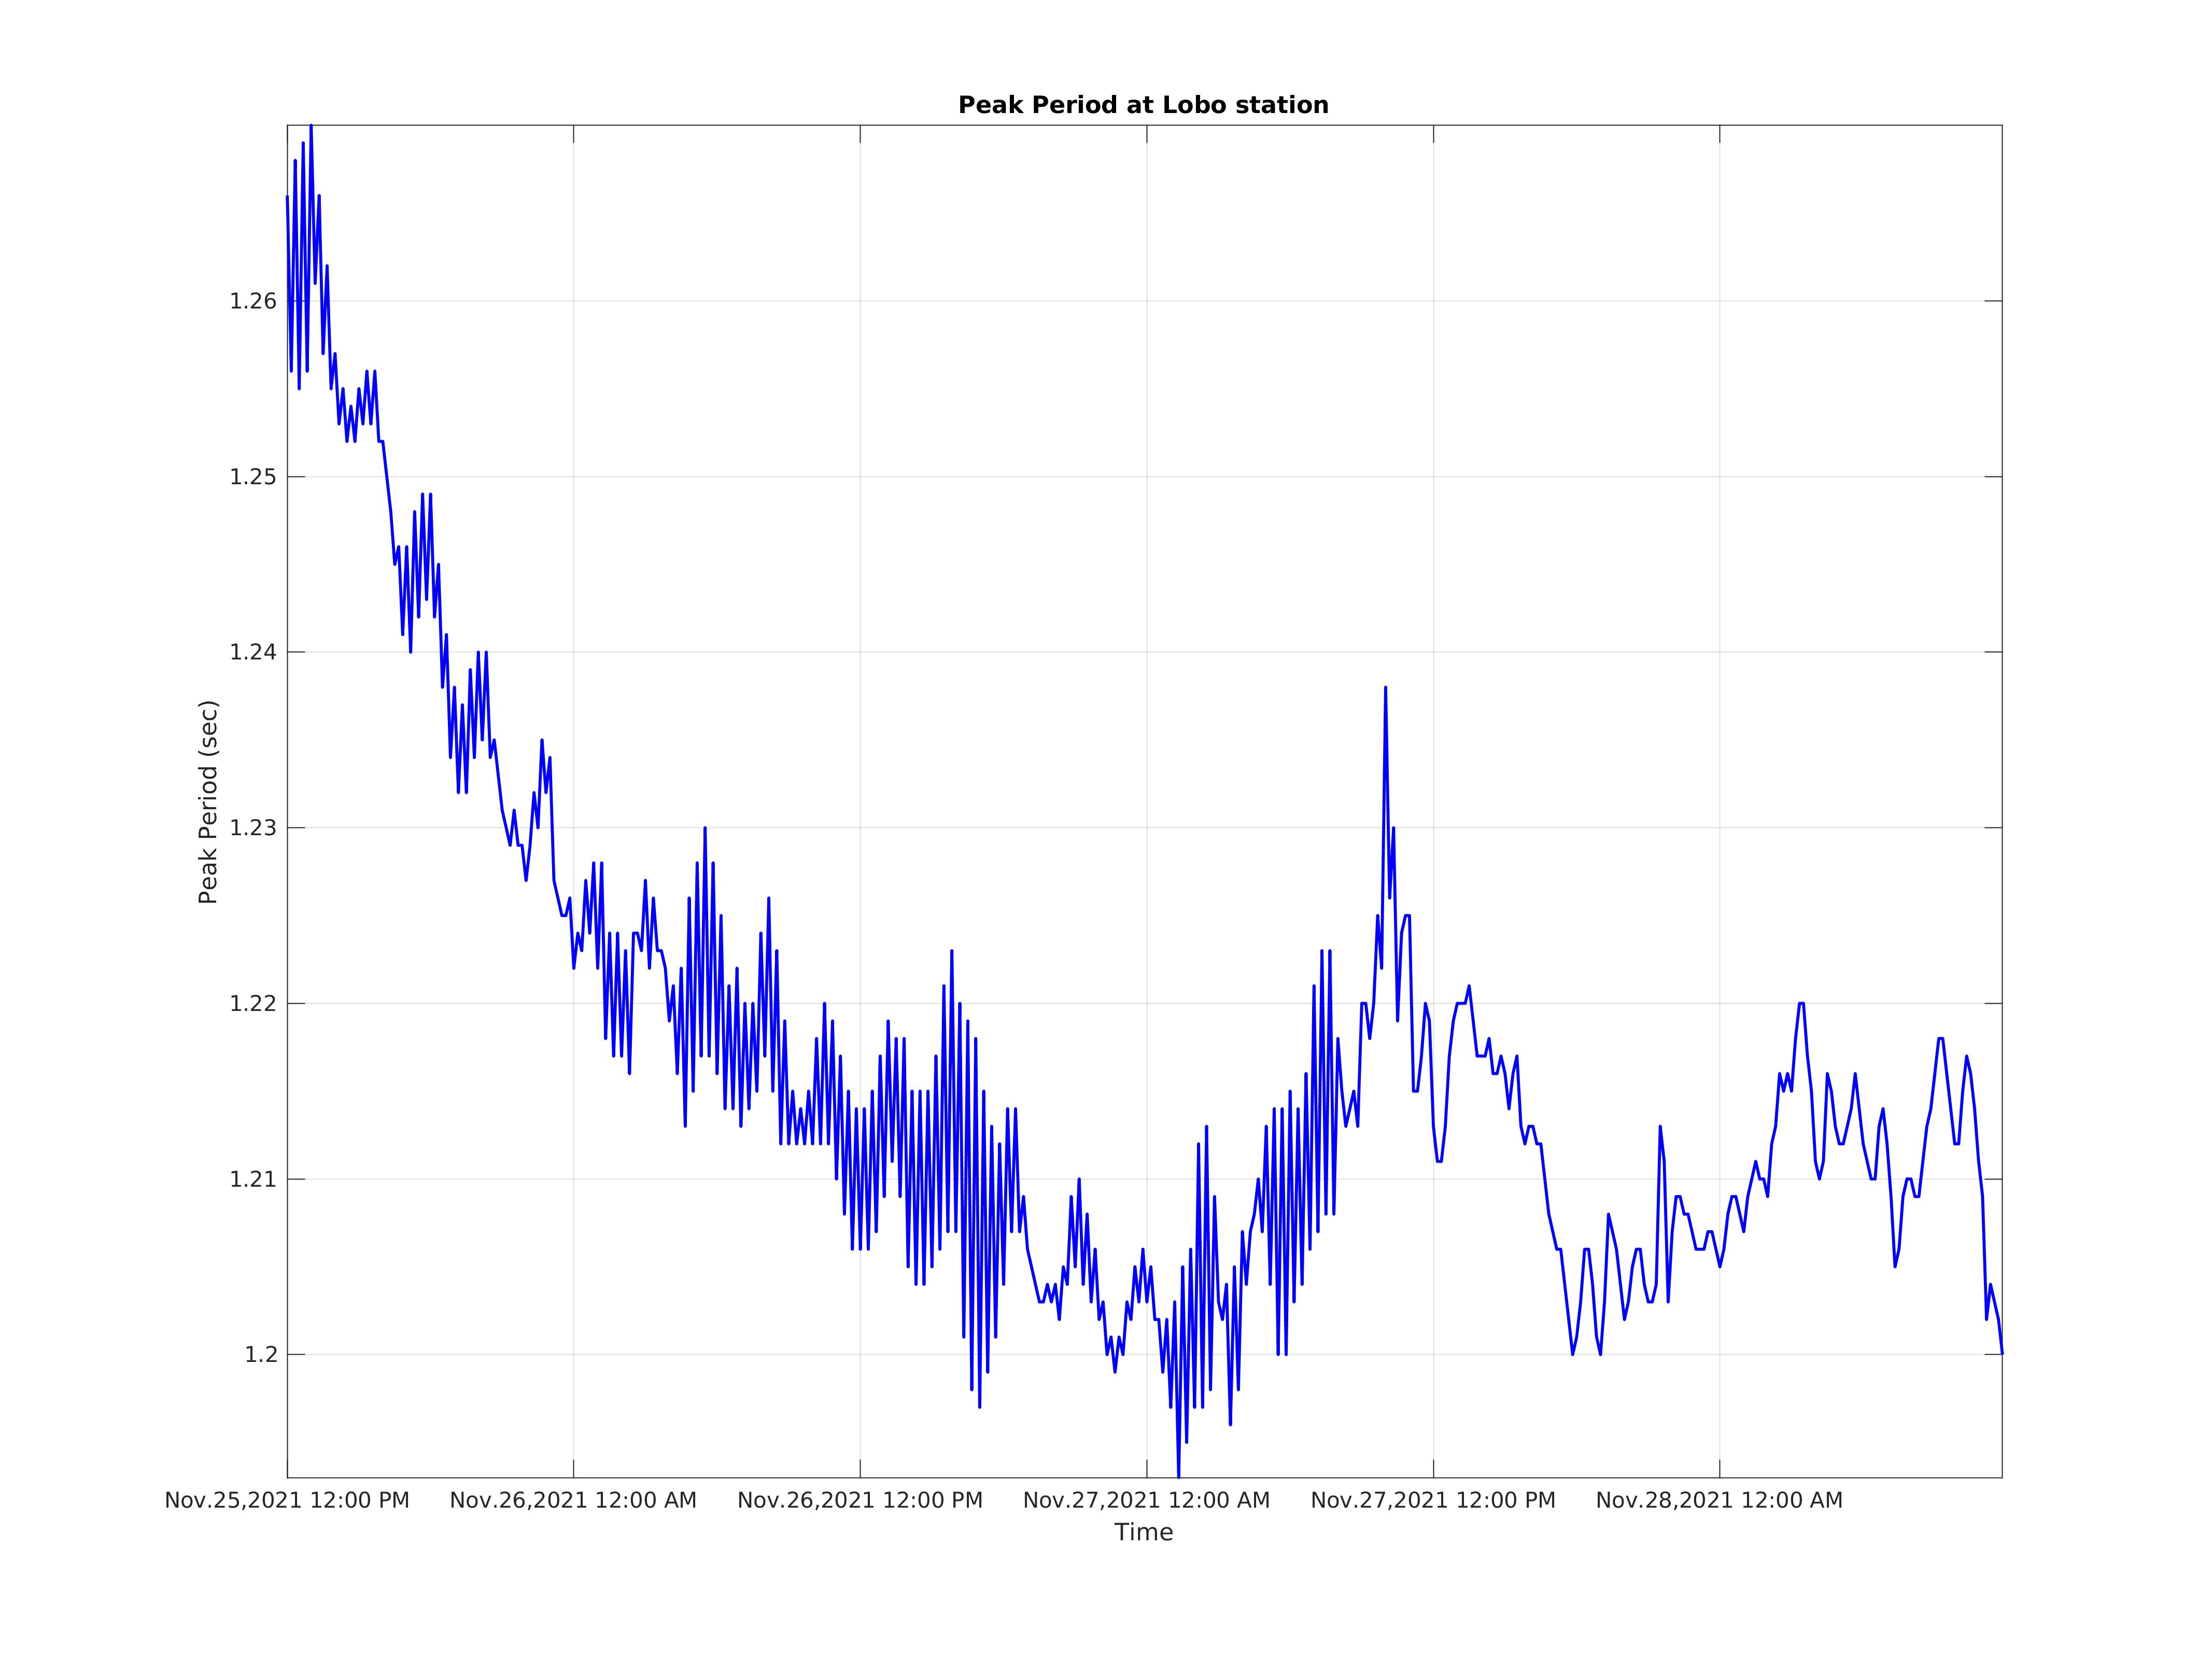 Peak Period at Lobo station
Peak Period (sec)
1.26
1.25
1.24
1.23
1.22
1.21
1.2
Nov.25,2021 12:00 PM Nov.26,2021 12:00 AM Nov.26,2021 12:00 PM Nov.27,2021 12:00 AM Nov.27,2021 12:00 PM Nov.28,2021 12:00 AM
Time